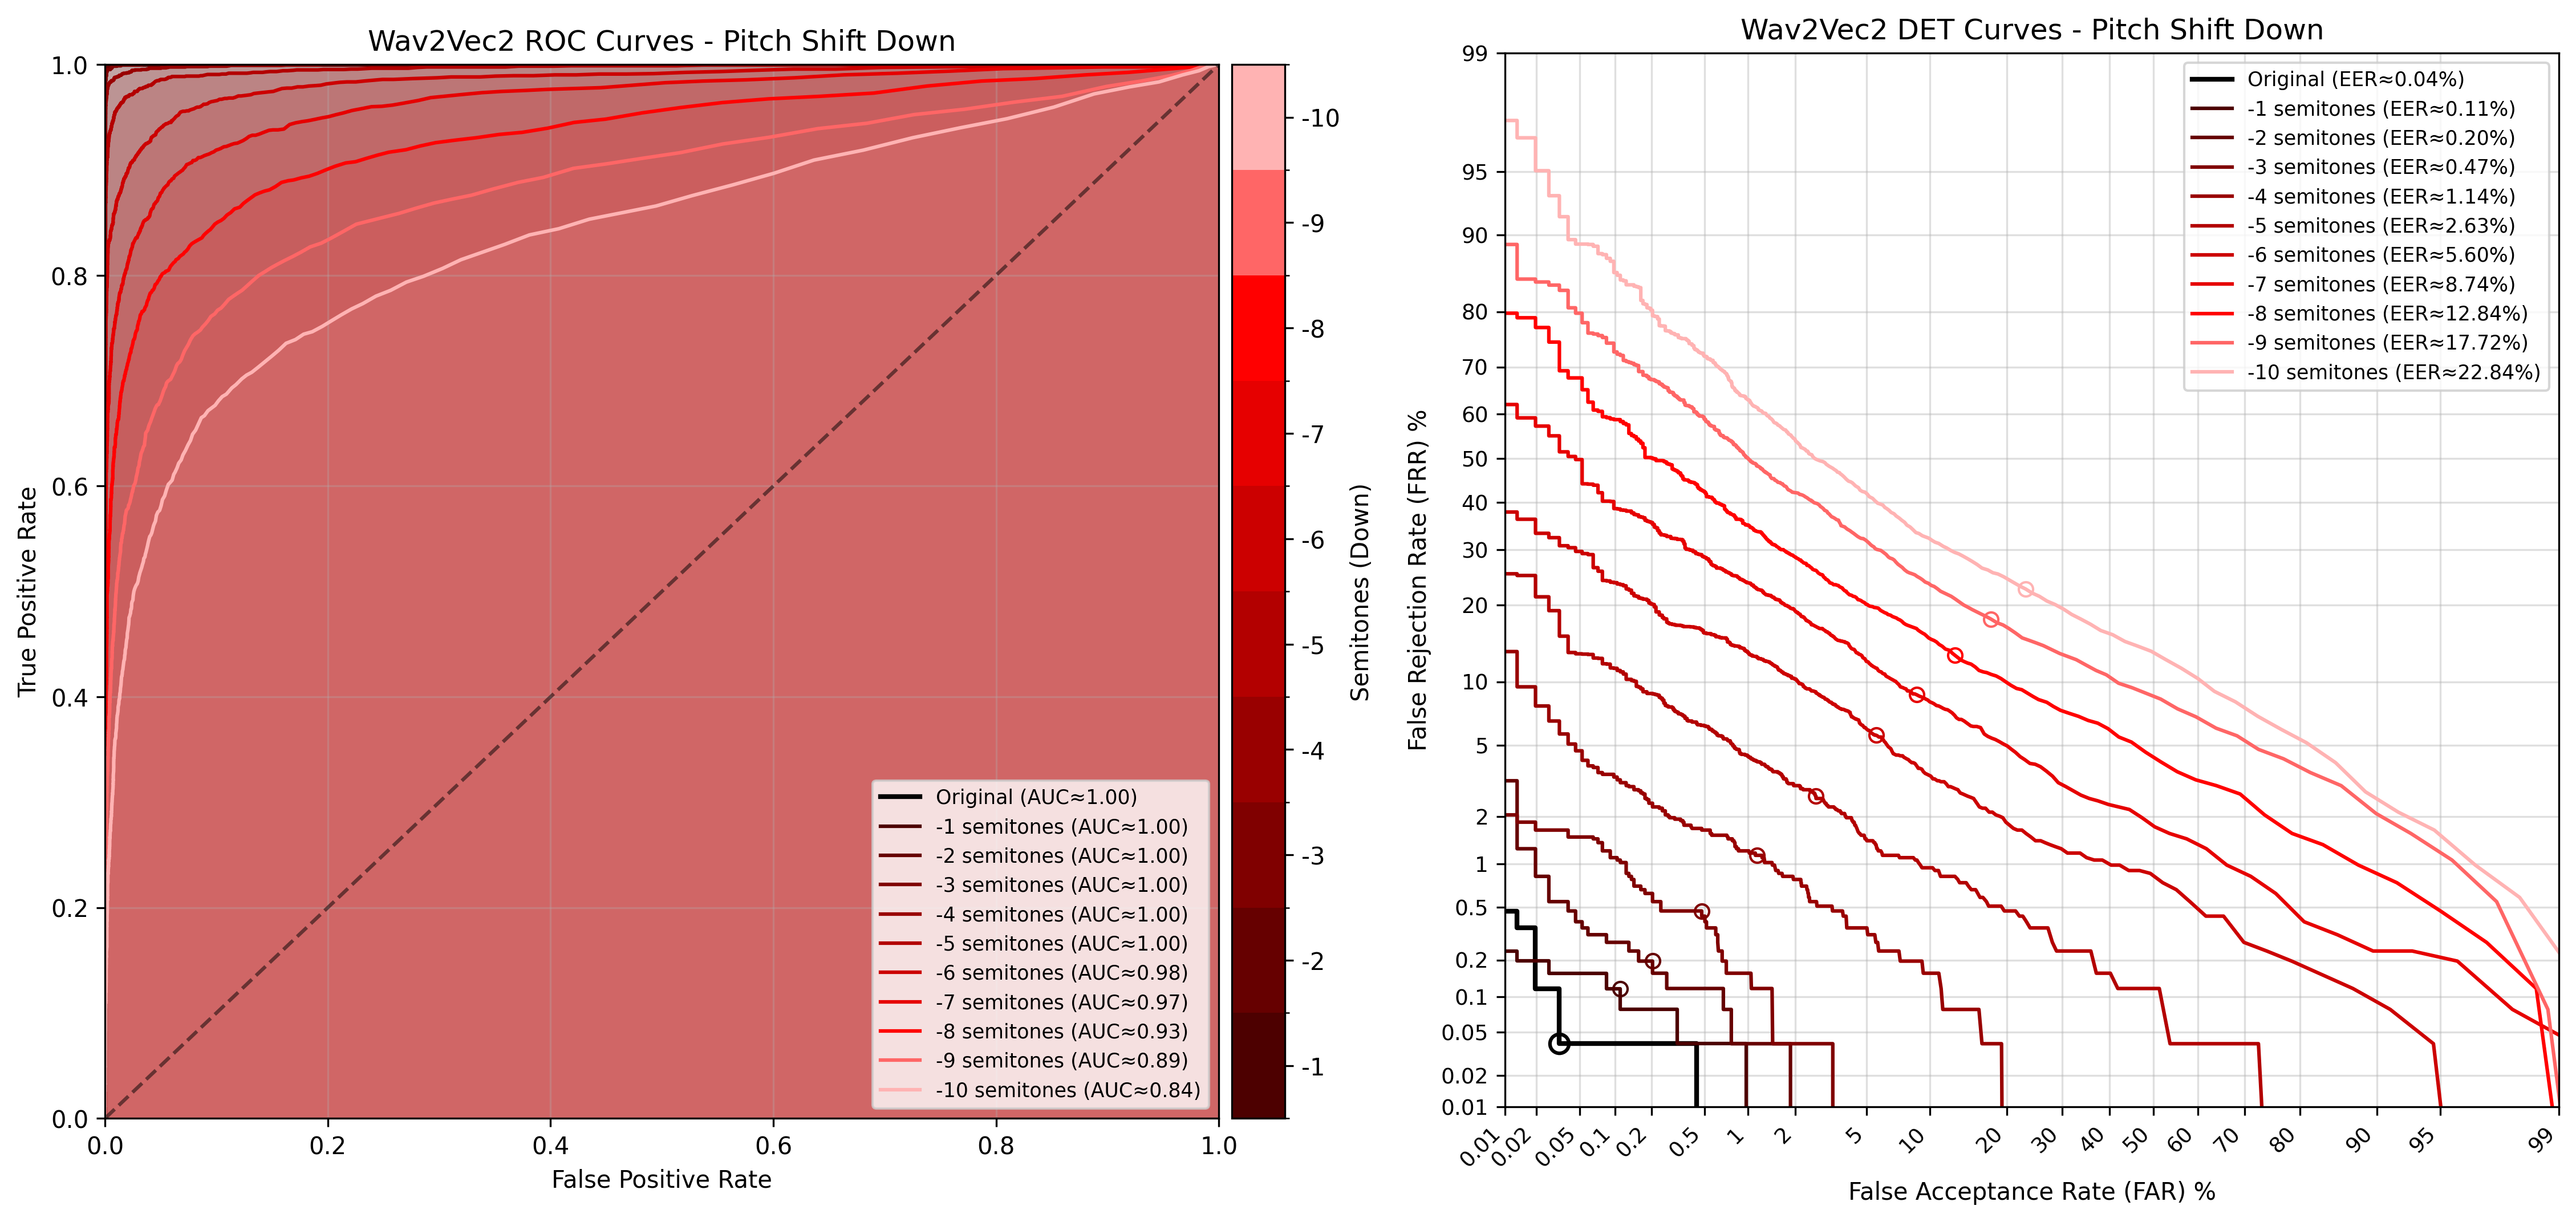 Wav2Vec2 ROC Curves - Pitch Shift Down
True Positive Rate
1.0
0.8
0.6
0.4
0.2
0.0
0.0 0.2 0.4 0.6 0.8 1.0
False Positive Rate
Original (AUC≈1.00)
-1 semitones (AUC≈1.00)
-2 semitones (AUC≈1.00)
-3 semitones (AUC≈1.00)
-4 semitones (AUC≈1.00)
-5 semitones (AUC≈1.00)
-6 semitones (AUC≈0.98)
-7 semitones (AUC≈0.97)
-8 semitones (AUC≈0.93)
-9 semitones (AUC≈0.89)
-10 semitones (AUC≈0.84)
-10
-9
-8
-7
-6
-5
-4
-3
-2
-1
Semitones (Down)
Wav2Vec2 DET Curves - Pitch Shift Down
False Rejection Rate (FRR) %
99
95
90
80
70
60
50
40
30
20
10
5
2
1
0.5
0.2
0.1
0.05
0.02
0.01
0.01 0.02 0.05 0.1 0.2 0.5 1 2 5 10 20 30 40 50 60 70 80 90 95 99
False Acceptance Rate (FAR) %
Original (EER≈0.04%)
-1 semitones (EER≈0.11%)
-2 semitones (EER≈0.20%)
-3 semitones (EER≈0.47%)
-4 semitones (EER≈1.14%)
-5 semitones (EER≈2.63%)
-6 semitones (EER≈5.60%)
-7 semitones (EER≈8.74%)
-8 semitones (EER≈12.84%)
-9 semitones (EER≈17.72%)
-10 semitones (EER≈22.84%)